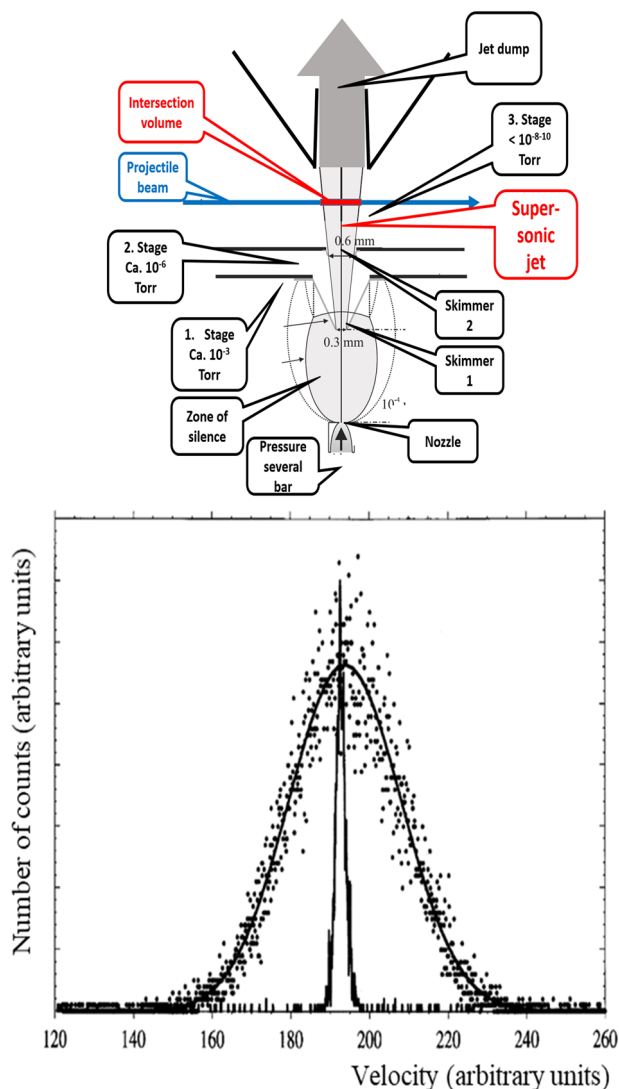 Jet dump
Intersection
volume
3. Stage
< 10-8-10
Torr
Projectile
beam
Super-
sonic
jet
0.6 mm
2. Stage
Ca. 10-6
Torr
Skimmer
2
1. Stage
Ca. 10-3
Torr
0.3 mm
Skimmer
1
Zone of
silence
Nozzle
Pressure
several
bar
Number of counts (arbitrary units)
120 140 160 180 200 220 240 260
Velocity (arbitrary units)